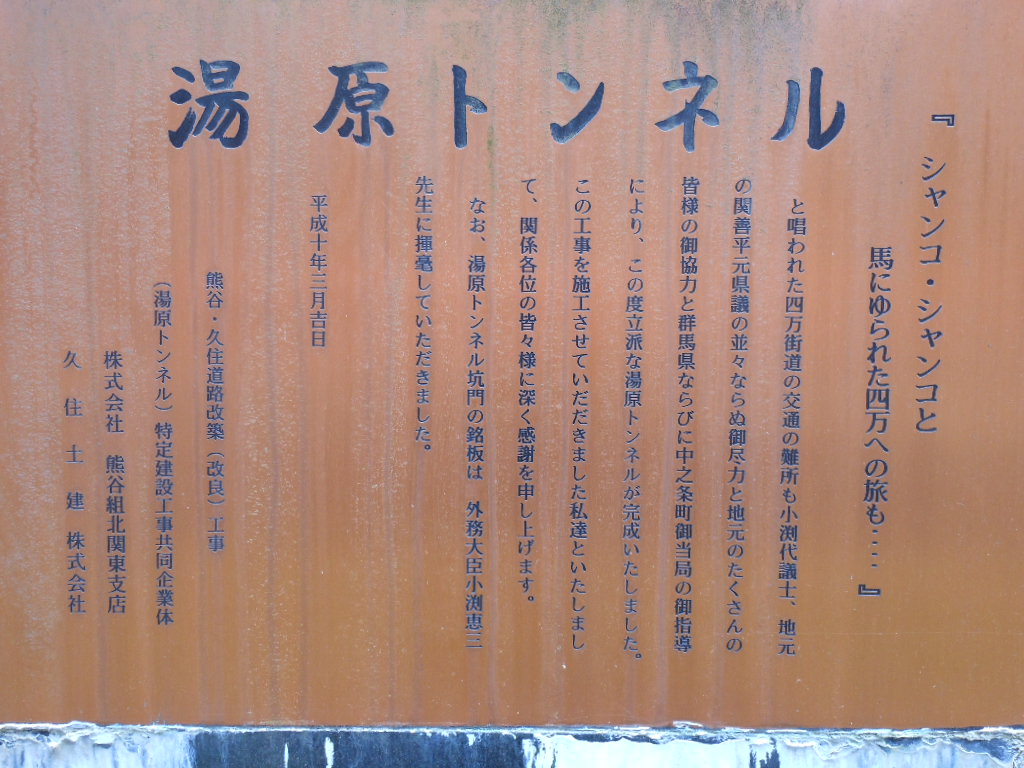 湯原トンネル
『シャンコ・シャンコと
馬にゆられた四万への旅も‥‥』
と唱われた四万街道の交通の難所も小渕代議士、地元
の関善平元県議の並々ならぬ御尽力と地元のたくさんの
皆様の御協力と群馬県ならびに中之条町御当局の御指導
により、この度立派な湯原トンネルが完成いたしました。
この工事を施工させていだだきました私達といたしまし
て、関係各位の皆々様に深く感謝を申し上げます。
なお、湯原トンネル坑門の銘板は 外務大臣小渕恵三
先生に揮毫していただきました。
平成十年三月吉日
熊谷・久住道路改築(改良)工事
(湯原トンネル)特定建設工事共同企業体
株式会社 熊谷組北関東支店
久住土建株式会社